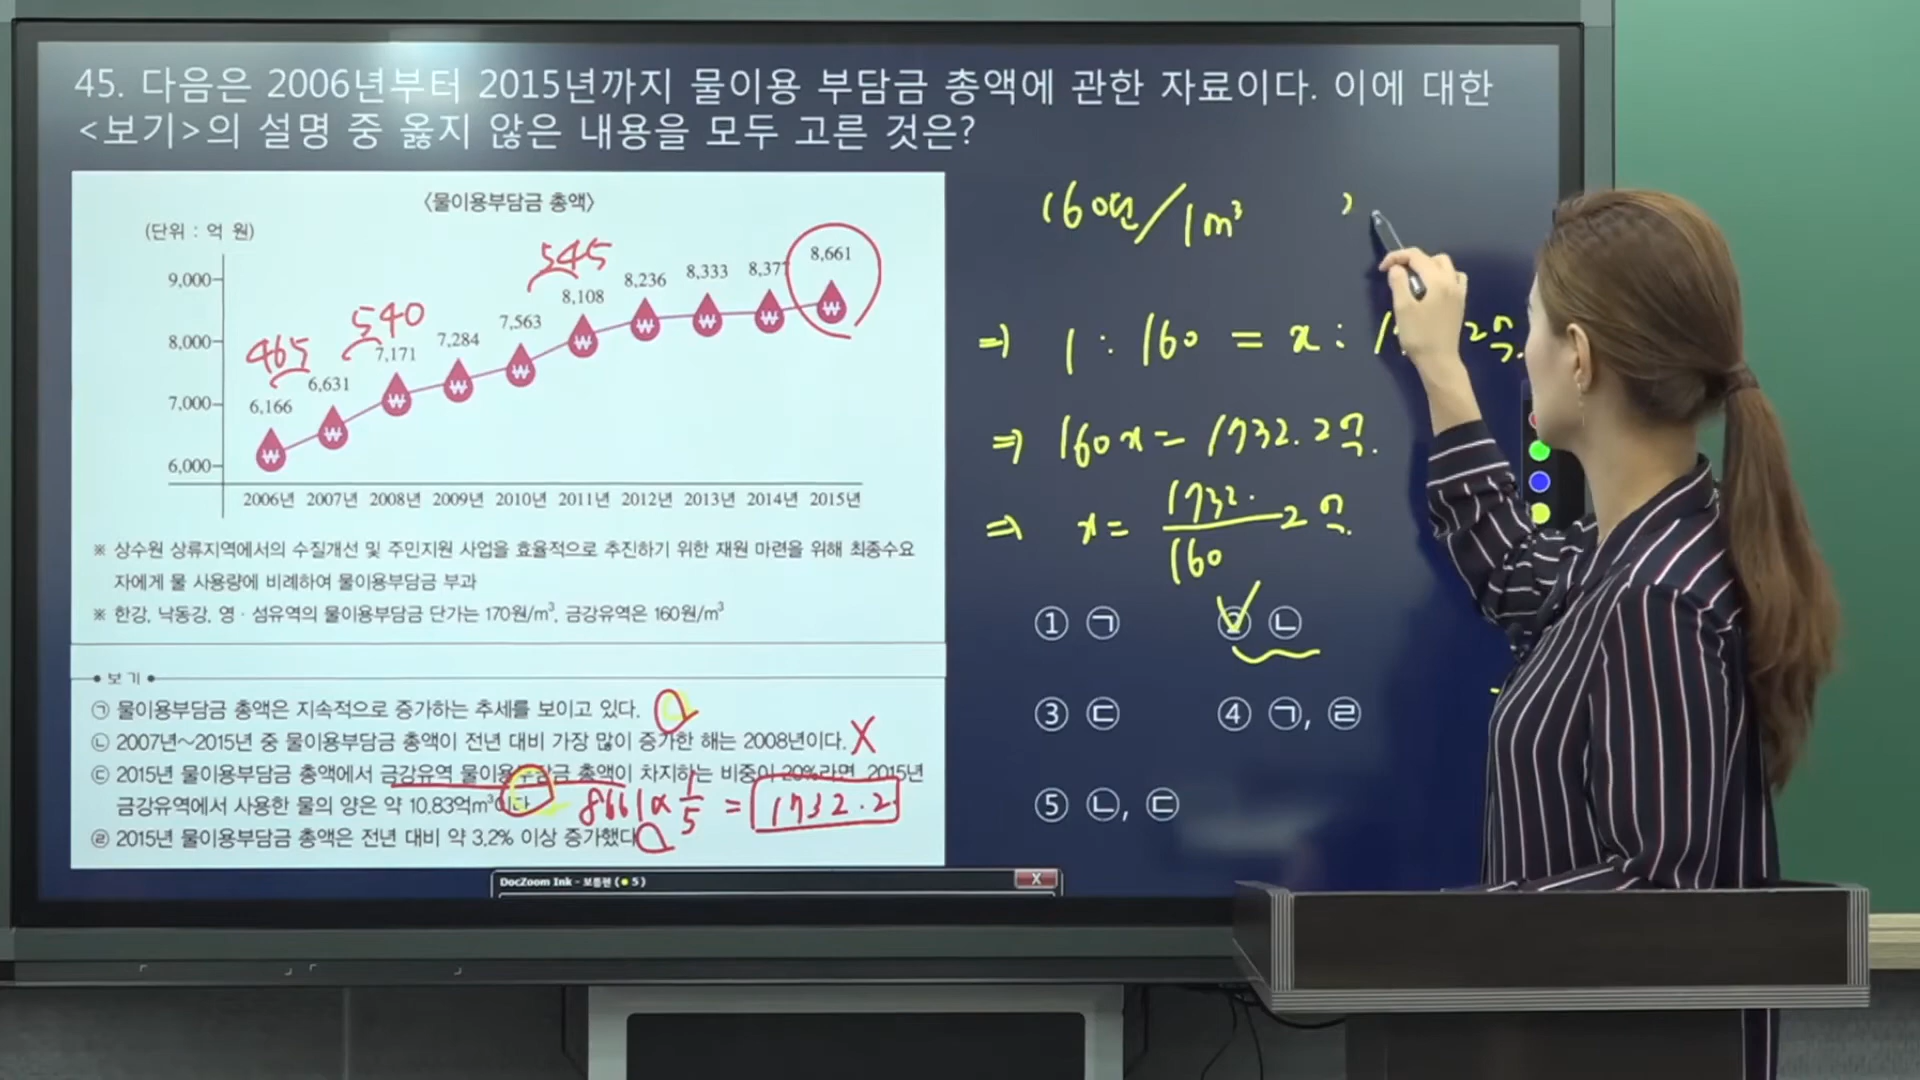 45. 다음은 2006년부터 2015년까지 물이용 부담금 총액에 관한 자료이다. 이에 대한
<보기>의 설명 중 옳지 않은 내용을 모두 고른 것은?
〈물이용부담금 총액〉
(단위 : 억 원)
9,000
8,000
7,000
6,000
6,166
6,631
7,171
7,284
7,563
8,108
8,236
8,333
8,377
8,661
465
540
545
2006년 2007년 2008년 2009년 2010년 2011년 2012년 2013년 2014년 2015년
※ 상수원 상류지역에서의 수질개선 및 주민지원 사업을 효율적으로 추진하기 위한 재원 마련을 위해 최종수요
자에게 물 사용량에 비례하여 물이용부담금 부과
※ 한강, 낙동강, 영·섬유역의 물이용부담금 단가는 170원/m³, 금강유역은 160원/m³
보기
㉠ 물이용부담금 총액은 지속적으로 증가하는 추세를 보이고 있다.
㉡ 2007년~2015년 중 물이용부담금 총액이 전년 대비 가장 많이 증가한 해는 2008년이다. X
㉢ 2015년 물이용부담금 총액에서 금강유역 물이용부담금 총액이 차지하는 비중이 20%라면, 2015년
금강유역에서 사용한 물의 양은 약 10.83억m³이다.
8661 × 1/5 = 1732.2
㉣ 2015년 물이용부담금 총액은 전년 대비 약 3.2% 이상 증가했다.
160원/1m³
⇒ 1 : 160 = x :
⇒ 160x = 1732.2억.
⇒ x = 1732.2억/160
① ㉠ ② ㉡
③ ㉢ ④ ㉠, ㉣
⑤ ㉡, ㉢
DocZoom Ink - 보통펜 (● 5) X